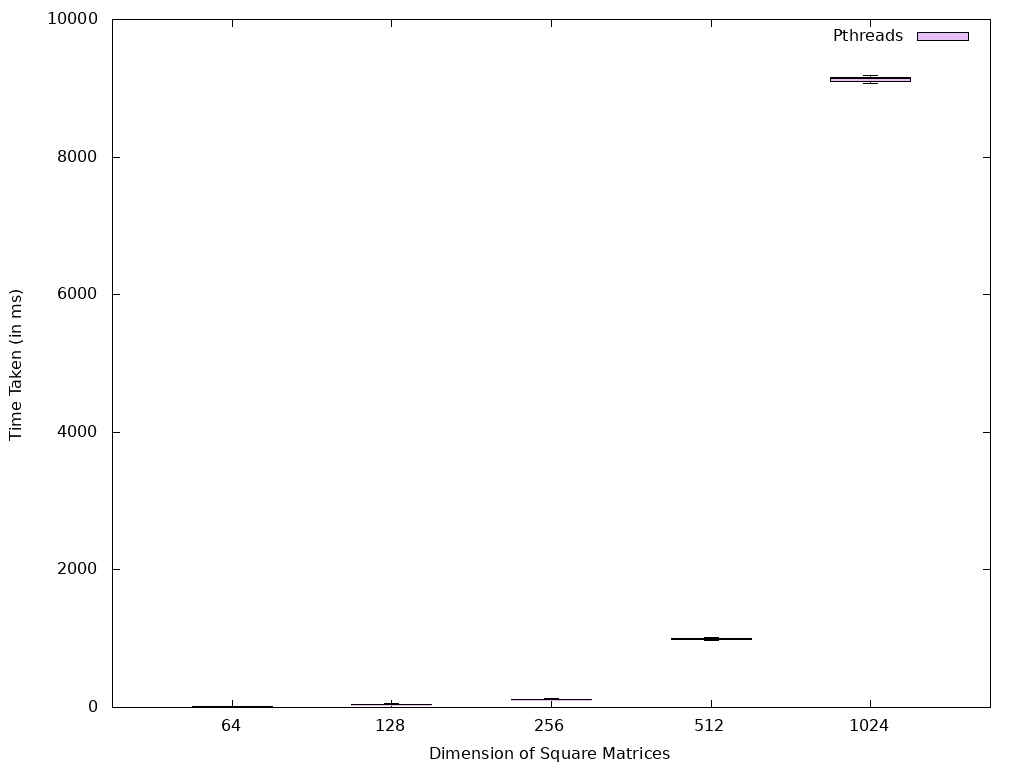 10000
Pthreads
8000
6000
Time Taken (in ms)
4000
2000
0
64 128 256 512 1024
Dimension of Square Matrices